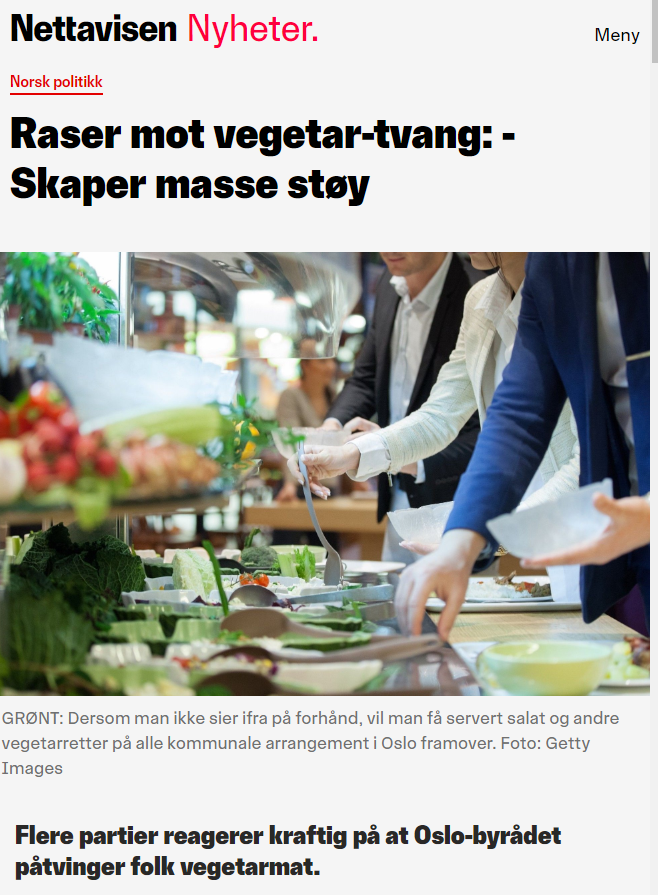 Nettavisen Nyheter.
Meny
Norsk politikk
Raser mot vegetar-tvang: -
Skaper masse støy
GRØNT: Dersom man ikke sier ifra på forhånd, vil man få servert salat og andre
vegetarretter på alle kommunale arrangement i Oslo framover. Foto: Getty
Images
Flere partier reagerer kraftig på at Oslo-byrådet
påtvinger folk vegetarmat.